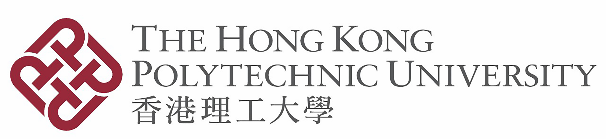 THE HONG KONG
POLYTECHNIC UNIVERSITY
香港理工大學